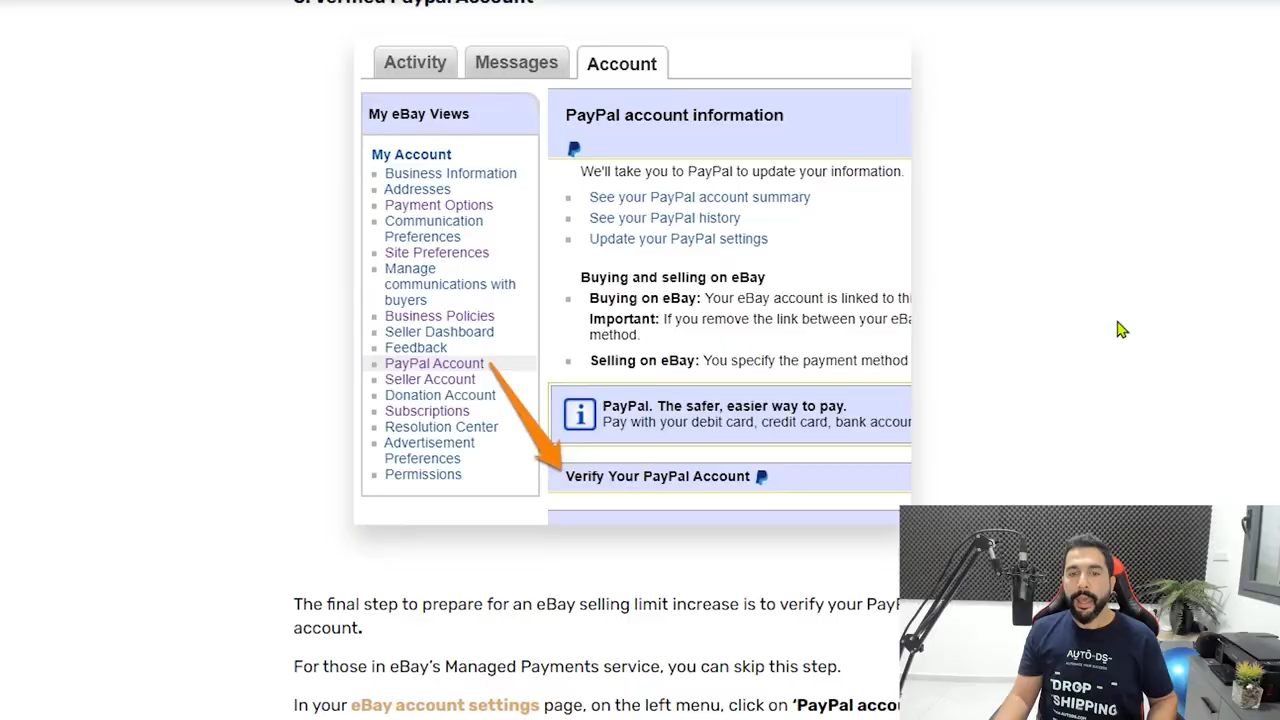 Activity
Messages
Account
My eBay Views
My Account
Business Information
Addresses
Payment Options
Communication
Preferences
Site Preferences
Manage
communications with
buyers
Business Policies
Seller Dashboard
Feedback
PayPal Account
Seller Account
Donation Account
Subscriptions
Resolution Center
Advertisement
Preferences
Permissions
PayPal account information
We'll take you to PayPal to update your information.
See your PayPal account summary
See your PayPal history
Update your PayPal settings
Buying and selling on eBay
Buying on eBay: Your eBay account is linked to
Important: If you remove the link between your
method.
Selling on eBay: You specify the payment method
PayPal. The safer, easier way to pay.
Pay with your debit card, credit card, bank
Verify Your PayPal Account
The final step to prepare for an eBay selling limit increase is to verify your
account.
For those in eBay's Managed Payments service, you can skip this step.
In your eBay account settings page, on the left menu, click on 'PayPal
AUTO-DS-
DROP
SHIPPING